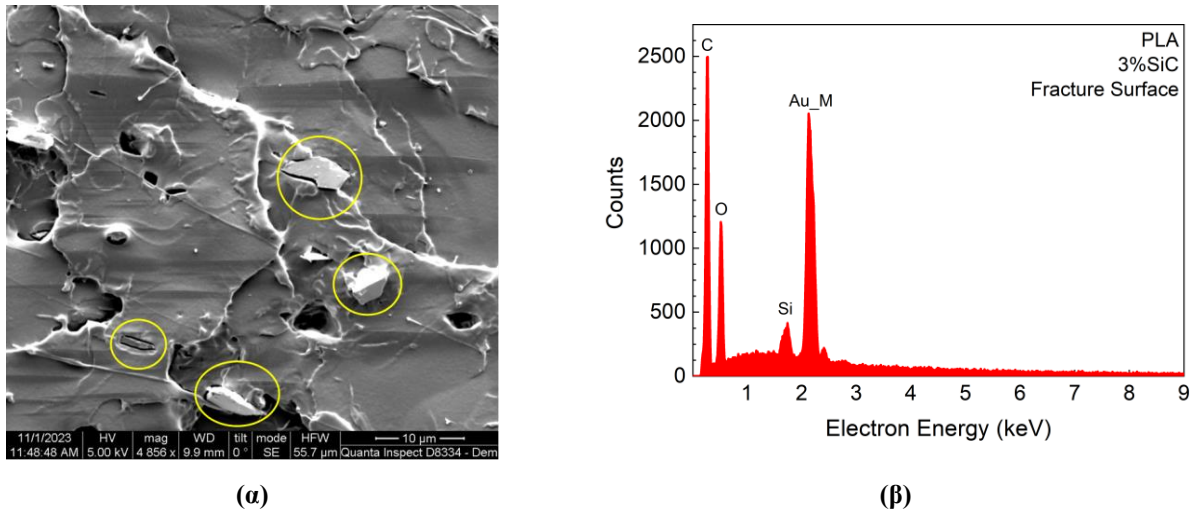 11/1/2023 HV mag WD tilt mode HFW 10 µm
11:48:48 AM 5.00 kV 4 856 x 9.9 mm 0 ° SE 55.7 µm Quanta Inspect D8334 - Dem
(α)
PLA
3%SiC
Fracture Surface
C
O
Si
Au_M
Counts
2500
2000
1500
1000
500
0
1 2 3 4 5 6 7 8 9
Electron Energy (keV)
(β)